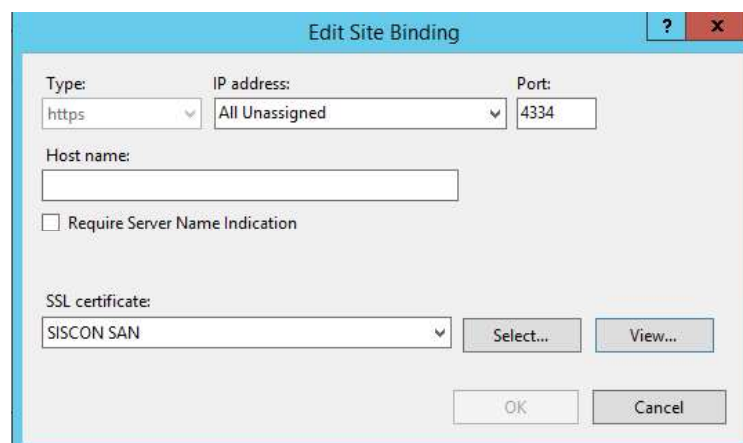 Edit Site Binding
? x
Type: IP address: Port:
https All Unassigned 4334
Host name:
Require Server Name Indication
SSL certificate:
SISCON SAN Select... View...
OK Cancel